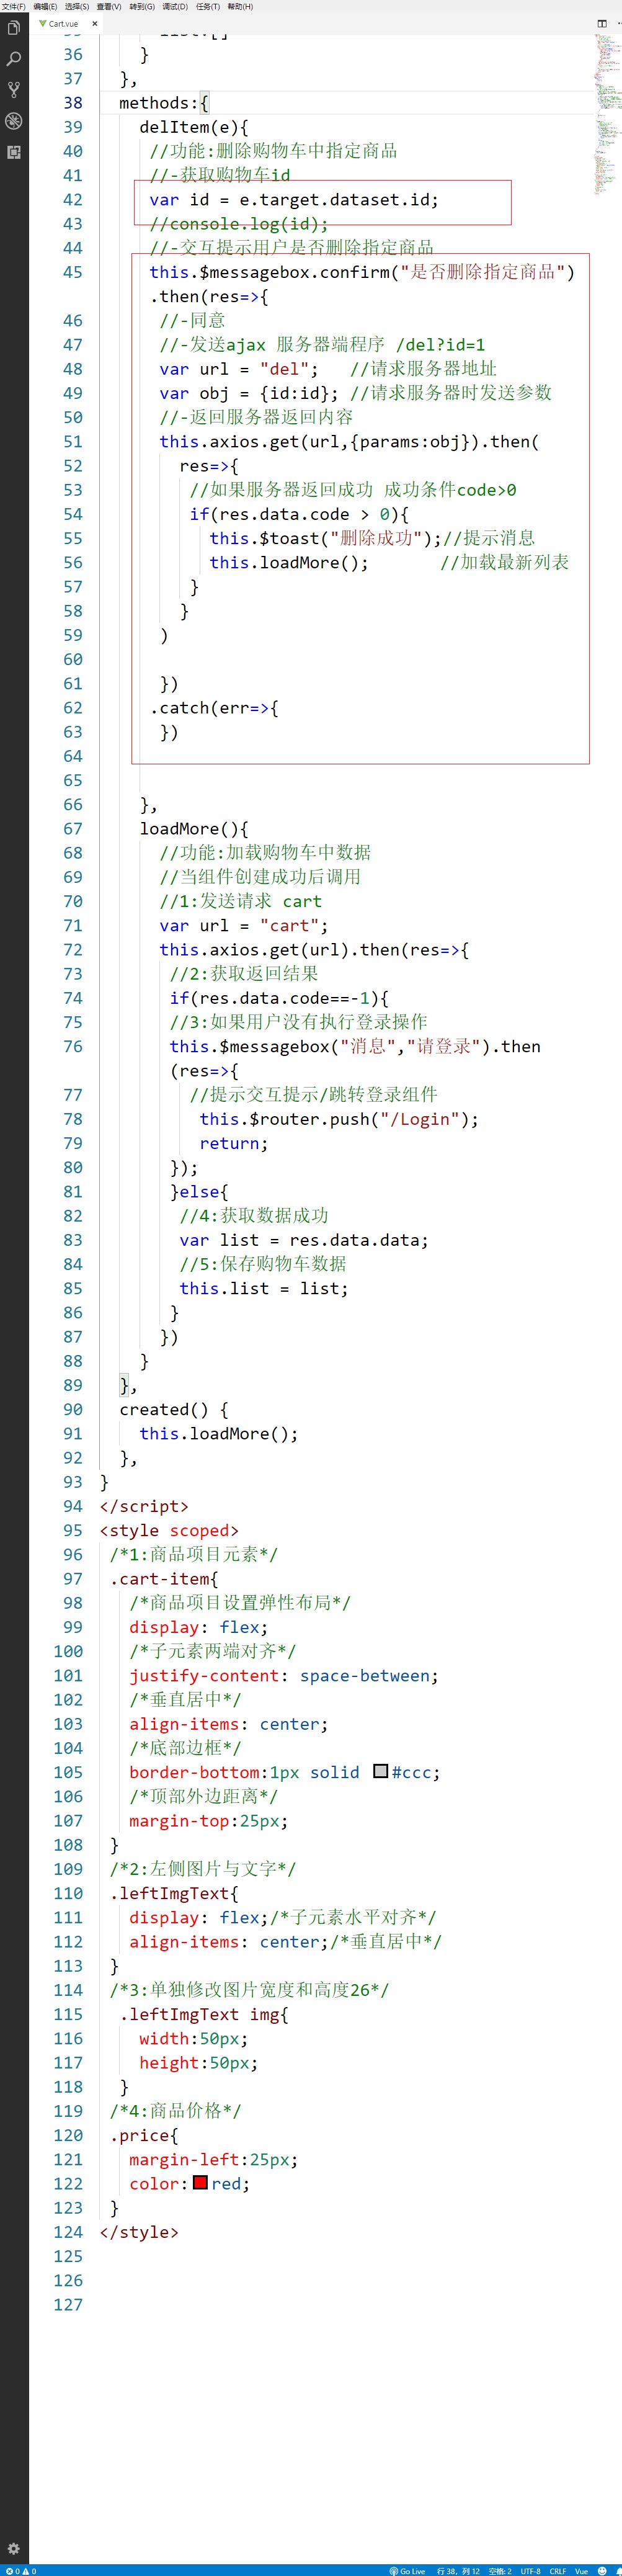 文件(F) 编辑(E) 选择(S) 查看(V) 转到(G) 调试(D) 任务(T) 帮助(H)
Cart.vue ×
36 }
37 },
38 methods:{
39 delItem(e){
40 //功能:删除购物车中指定商品
41 //-获取购物车id
42 var id = e.target.dataset.id;
43 //console.log(id);
44 //-交互提示用户是否删除指定商品
45 this.$messagebox.confirm("是否删除指定商品")
.then(res=>{
46 //-同意
47 //-发送ajax 服务器端程序 /del?id=1
48 var url = "del"; //请求服务器地址
49 var obj = {id:id}; //请求服务器时发送参数
50 //-返回服务器返回内容
51 this.axios.get(url,{params:obj}).then(
52 res=>{
53 //如果服务器返回成功 成功条件code>0
54 if(res.data.code > 0){
55 this.$toast("删除成功");//提示消息
56 this.loadMore(); //加载最新列表
57 }
58 }
59 )
60
61 })
62 .catch(err=>{
63 })
64
65
66 },
67 loadMore(){
68 //功能:加载购物车中数据
69 //当组件创建成功后调用
70 //1:发送请求 cart
71 var url = "cart";
72 this.axios.get(url).then(res=>{
73 //2:获取返回结果
74 if(res.data.code==-1){
75 //3:如果用户没有执行登录操作
76 this.$messagebox("消息","请登录").then
(res=>{
77 //提示交互提示/跳转登录组件
78 this.$router.push("/Login");
79 return;
80 });
81 }else{
82 //4:获取数据成功
83 var list = res.data.data;
84 //5:保存购物车数据
85 this.list = list;
86 }
87 })
88 }
89 },
90 created() {
91 this.loadMore();
92 },
93 }
94 </script>
95 <style scoped>
96 /*1:商品项目元素*/
97 .cart-item{
98 /*商品项目设置弹性布局*/
99 display: flex;
100 /*子元素两端对齐*/
101 justify-content: space-between;
102 /*垂直居中*/
103 align-items: center;
104 /*底部边框*/
105 border-bottom:1px solid #ccc;
106 /*顶部外边距离*/
107 margin-top:25px;
108 }
109 /*2:左侧图片与文字*/
110 .leftImgText{
111 display: flex;/*子元素水平对齐*/
112 align-items: center;/*垂直居中*/
113 }
114 /*3:单独修改图片宽度和高度26*/
115 .leftImgText img{
116 width:50px;
117 height:50px;
118 }
119 /*4:商品价格*/
120 .price{
121 margin-left:25px;
122 color:red;
123 }
124 </style>
125
126
127
0 0 Go Live 行 38，列 12 空格: 2 UTF-8 CRLF Vue